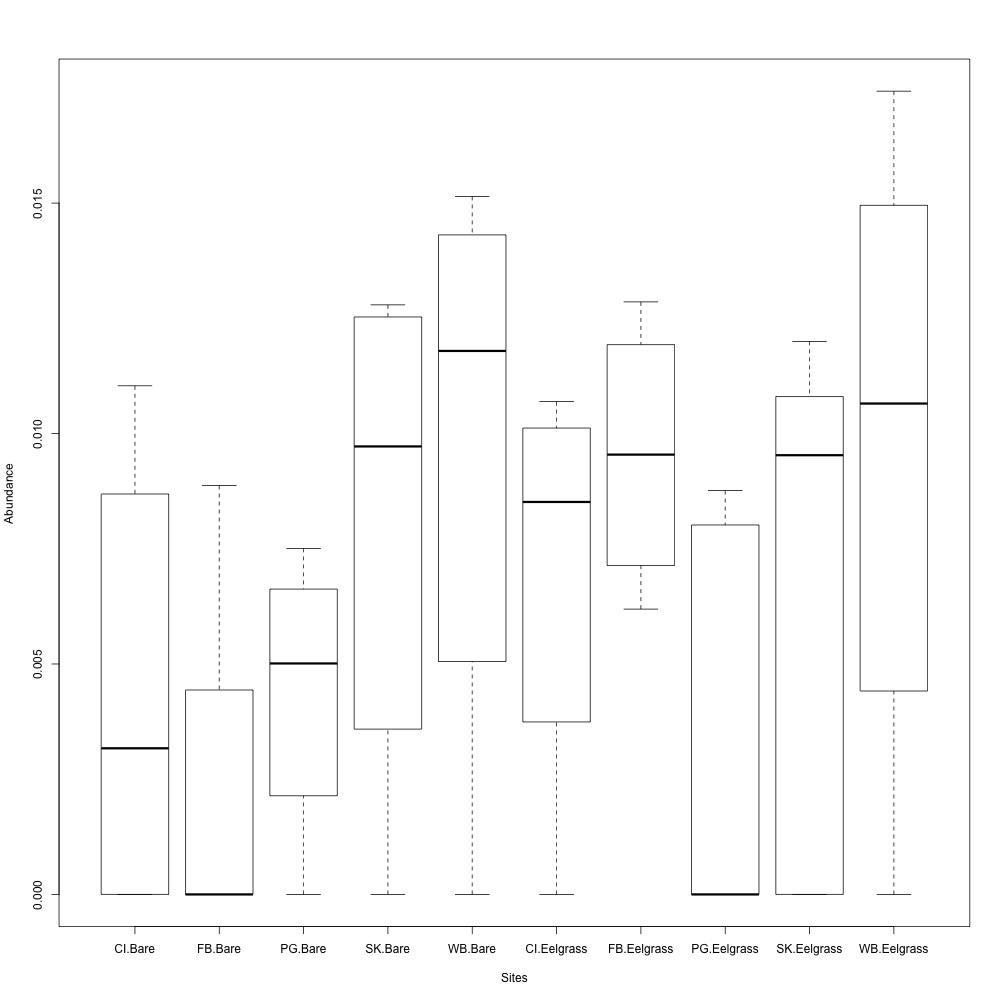 Abundance
0.015
0.010
0.005
0.000
CI.Bare FB.Bare PG.Bare SK.Bare WB.Bare CI.Eelgrass FB.Eelgrass PG.Eelgrass SK.Eelgrass WB.Eelgrass
Sites